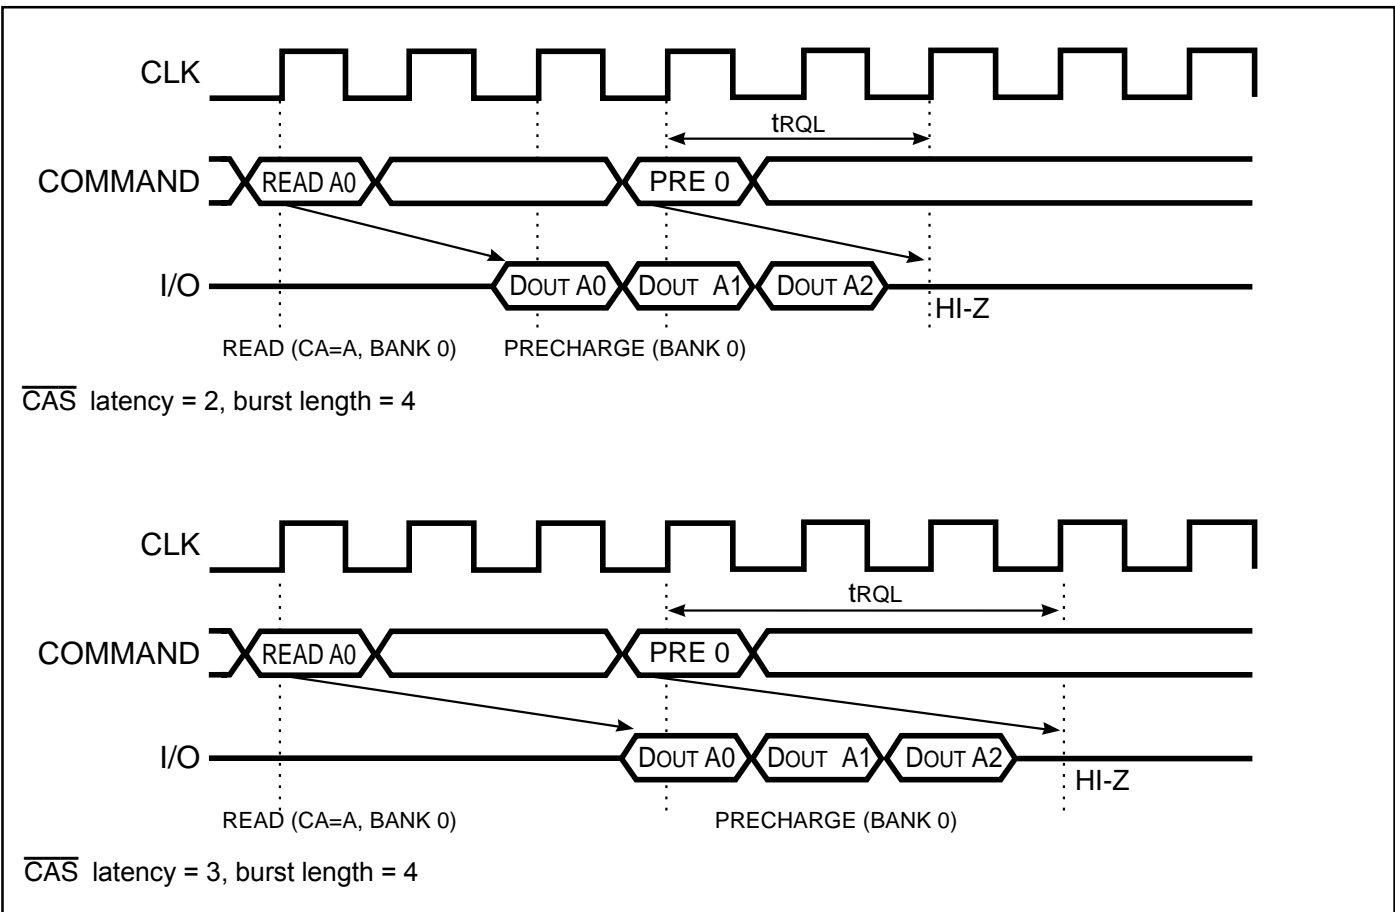 CLK
tRQL
COMMAND READ A0 PRE 0
I/O DOUT A0 DOUT A1 DOUT A2
HI-Z
READ (CA=A, BANK 0) PRECHARGE (BANK 0)
CAS latency = 2, burst length = 4
CLK
tRQL
COMMAND READ A0 PRE 0
I/O DOUT A0 DOUT A1 DOUT A2
HI-Z
READ (CA=A, BANK 0) PRECHARGE (BANK 0)
CAS latency = 3, burst length = 4